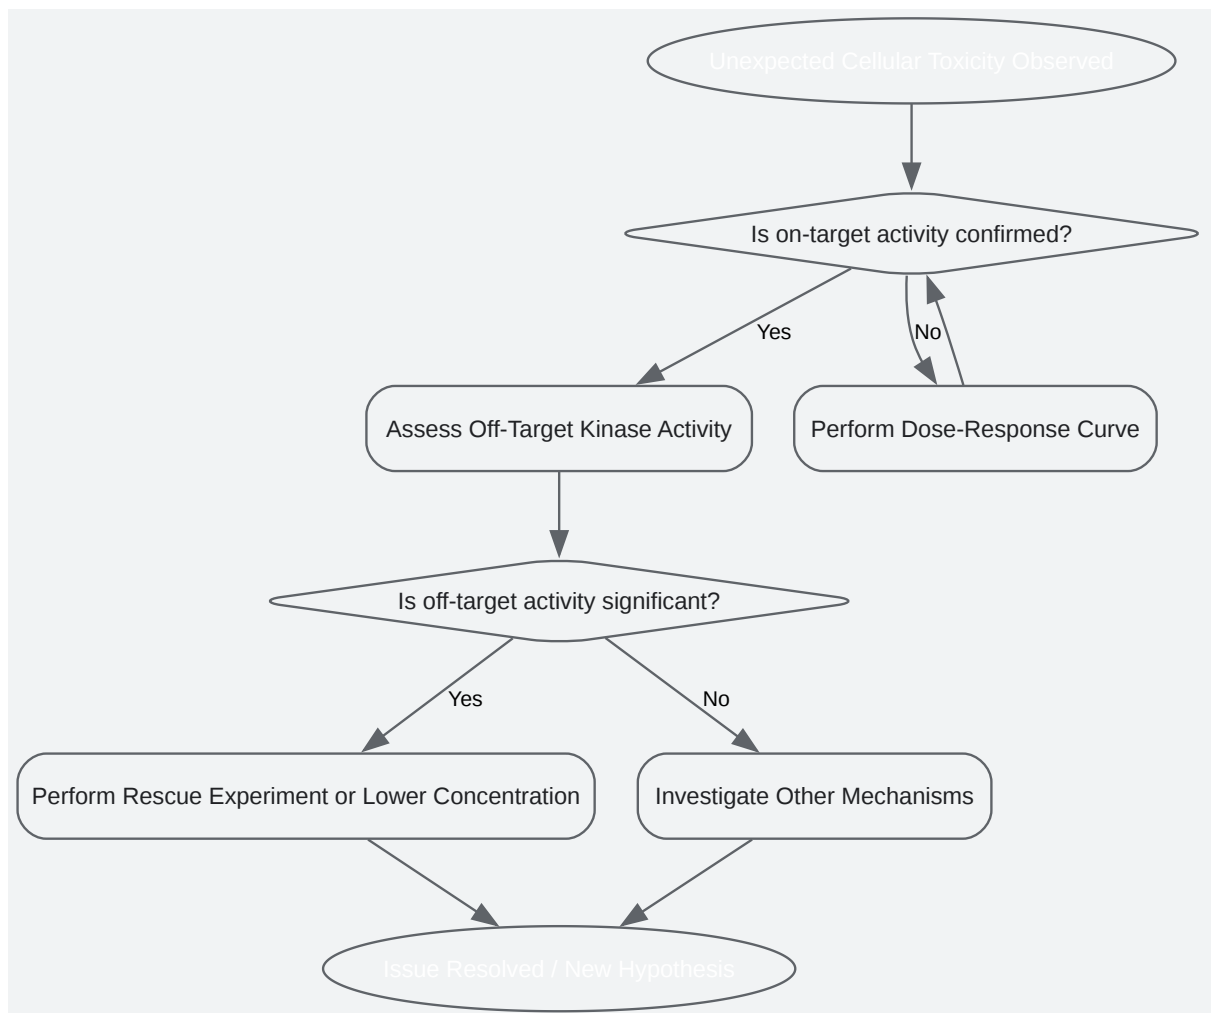 Unexpected Cellular Toxicity Observed
Is on-target activity confirmed?
Yes
No
Assess Off-Target Kinase Activity
Perform Dose-Response Curve
Is off-target activity significant?
Yes
No
Perform Rescue Experiment or Lower Concentration
Investigate Other Mechanisms
Issue Resolved / New Hypothesis